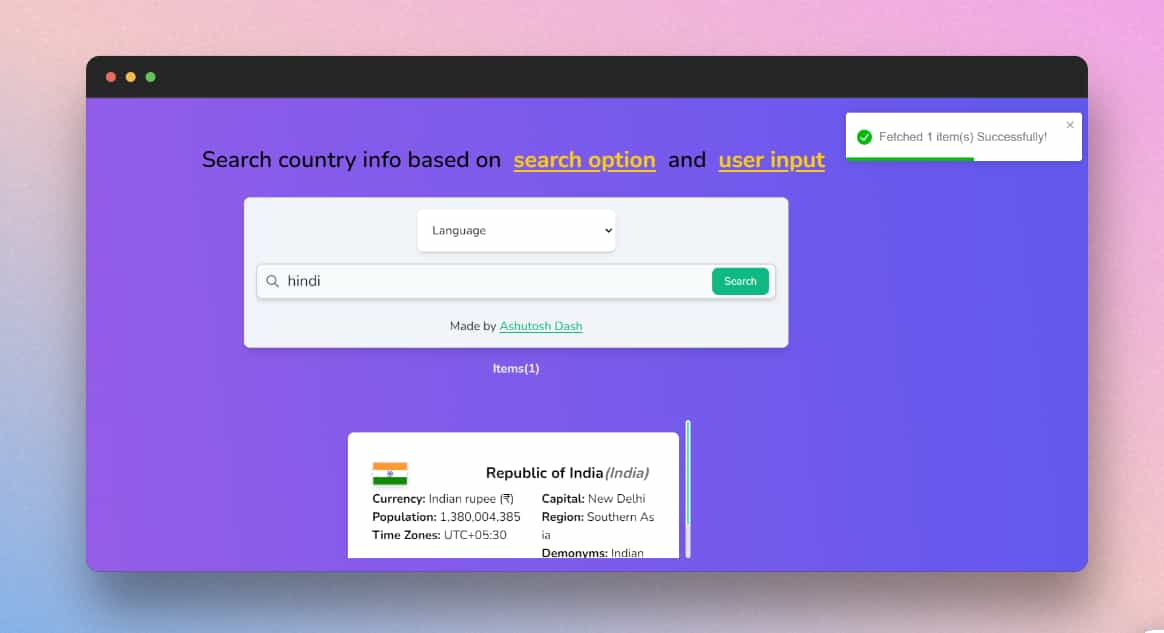 Fetched 1 item(s) Successfully!
Search country info based on search option and user input
Language
hindi
Search
Made by Ashutosh Dash
Items(1)
Republic of India(India)
Currency: Indian rupee (₹)
Population: 1,380,004,385
Time Zones: UTC+05:30
Capital: New Delhi
Region: Southern As
ia
Demonyms: Indian